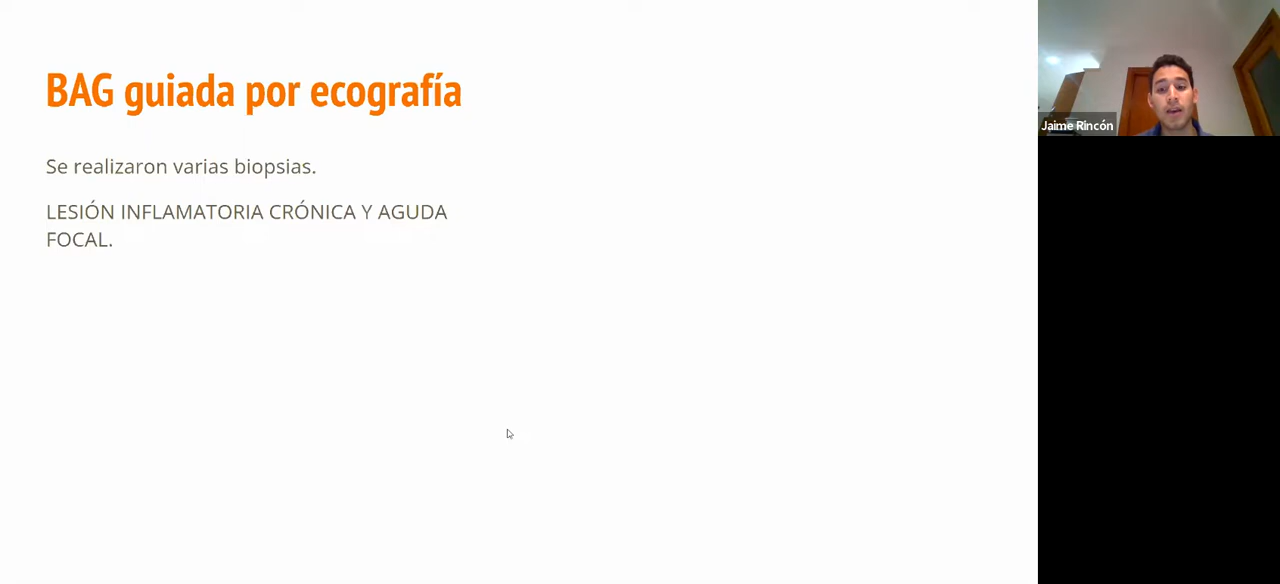 BAG guiada por ecografía
Se realizaron varias biopsias.
LESIÓN INFLAMATORIA CRÓNICA Y AGUDA
FOCAL.
Jaime Rincón